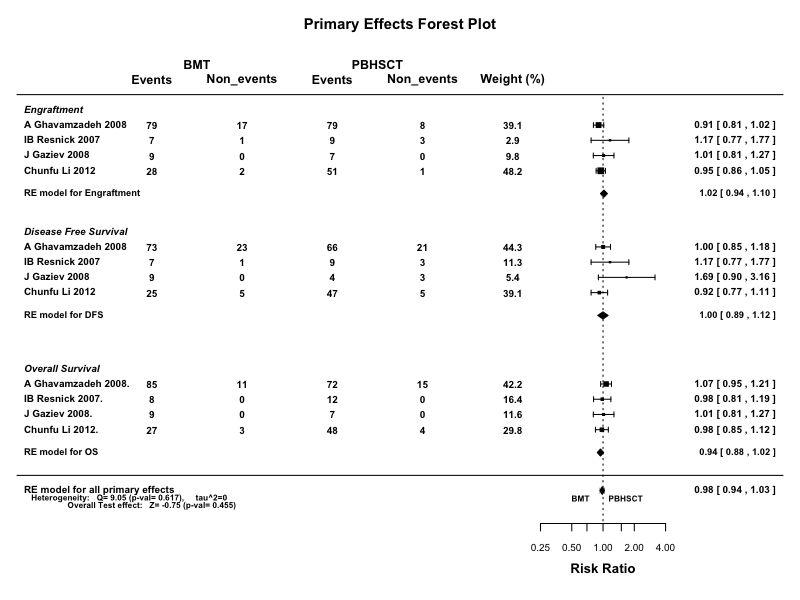 Primary Effects Forest Plot
BMT PBHSCT
Events Non_events Events Non_events Weight (%)
Engraftment
A Ghavamzadeh 2008 79 17 79 8 39.1 0.91 [ 0.81 , 1.02 ]
IB Resnick 2007 7 1 9 3 2.9 1.17 [ 0.77 , 1.77 ]
J Gaziev 2008 9 0 7 0 9.8 1.01 [ 0.81 , 1.27 ]
Chunfu Li 2012 28 2 51 1 48.2 0.95 [ 0.86 , 1.05 ]
RE model for Engraftment 1.02 [ 0.94 , 1.10 ]
Disease Free Survival
A Ghavamzadeh 2008 73 23 66 21 44.3 1.00 [ 0.85 , 1.18 ]
IB Resnick 2007 7 1 9 3 11.3 1.17 [ 0.77 , 1.77 ]
J Gaziev 2008 9 0 4 3 5.4 1.69 [ 0.90 , 3.16 ]
Chunfu Li 2012 25 5 47 5 39.1 0.92 [ 0.77 , 1.11 ]
RE model for DFS 1.00 [ 0.89 , 1.12 ]
Overall Survival
A Ghavamzadeh 2008. 85 11 72 15 42.2 1.07 [ 0.95 , 1.21 ]
IB Resnick 2007. 8 0 12 0 16.4 0.98 [ 0.81 , 1.19 ]
J Gaziev 2008. 9 0 7 0 11.6 1.01 [ 0.81 , 1.27 ]
Chunfu Li 2012. 27 3 48 4 29.8 0.98 [ 0.85 , 1.12 ]
RE model for OS 0.94 [ 0.88 , 1.02 ]
RE model for all primary effects 0.98 [ 0.94 , 1.03 ]
Heterogeneity: Q= 9.05 (p-val= 0.617), tau^2=0 BMT PBHSCT
Overall Test effect: Z= -0.75 (p-val= 0.455)
0.25 0.50 1.00 2.00 4.00
Risk Ratio